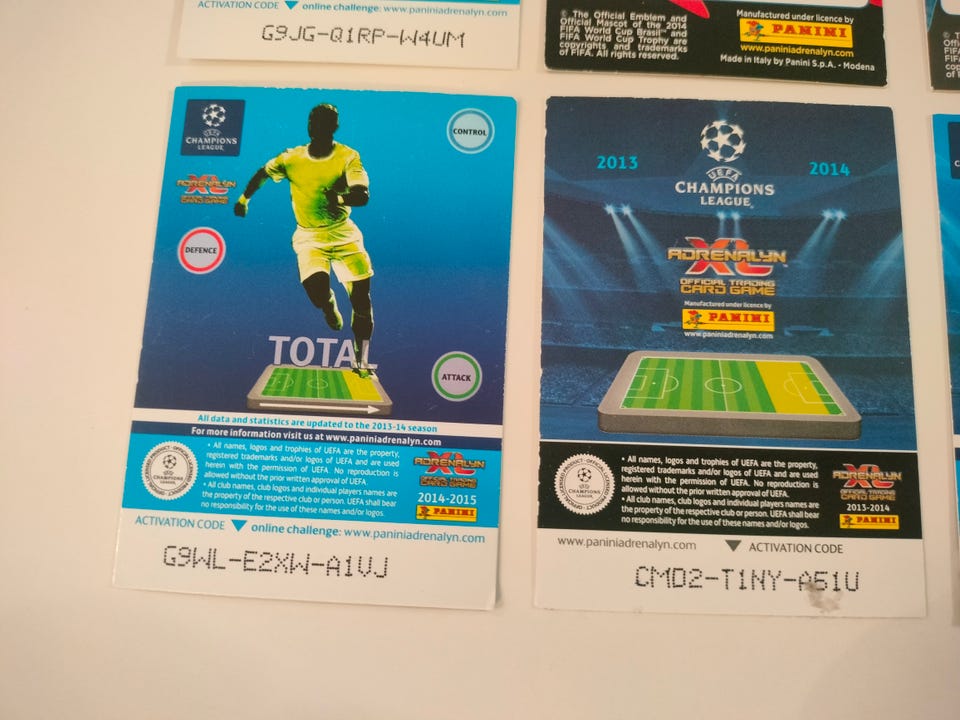 ACTIVATION CODE online challenge: www.paniniadrenalyn.com
G9JG-Q1RP-W4UM
© The Official Emblem and
Official Mascot of the 2014
FIFA World Cup Brasil™ and
FIFA World Cup Trophy are
copyrights and trademarks
of FIFA. All rights reserved.
Manufactured under licence by
PANINI
www.paniniadrenalyn.com
Made in Italy by Panini S.p.A. - Modena
UEFA
CHAMPIONS
LEAGUE
CONTROL
ADRENALYN
XL
OFFICIAL TRADING
CARD GAME
DEFENCE
TOTAL
ATTACK
All data and statistics are updated to the 2013-14 season
For more information visit us at www.paniniadrenalyn.com
• All names, logos and trophies of UEFA are the property,
registered trademarks and/or logos of UEFA and are used
herein with the permission of UEFA. No reproduction is
allowed without the prior written approval of UEFA.
• All club names, club logos and individual players names are
the property of the respective club or person. UEFA shall bear
no responsibility for the use of these names and/or logos.
ADRENALYN
XL
OFFICIAL TRADING
CARD GAME
2014-2015
PANINI
ACTIVATION CODE online challenge: www.paniniadrenalyn.com
G9WL-E2XW-A1VJ
2013 2014
UEFA
CHAMPIONS
LEAGUE
ADRENALYN
XL
OFFICIAL TRADING
CARD GAME
Manufactured under licence by
PANINI
www.paniniadrenalyn.com
• All names, logos and trophies of UEFA are the property,
registered trademarks and/or logos of UEFA and are used
herein with the permission of UEFA. No reproduction is
allowed without the prior written approval of UEFA.
• All club names, club logos and individual players names are
the property of the respective club or person. UEFA shall bear
no responsibility for the use of these names and/or logos.
ADRENALYN
XL
OFFICIAL TRADING
CARD GAME
2013-2014
PANINI
www.paniniadrenalyn.com ACTIVATION CODE
CMD2-T1NY-A51U